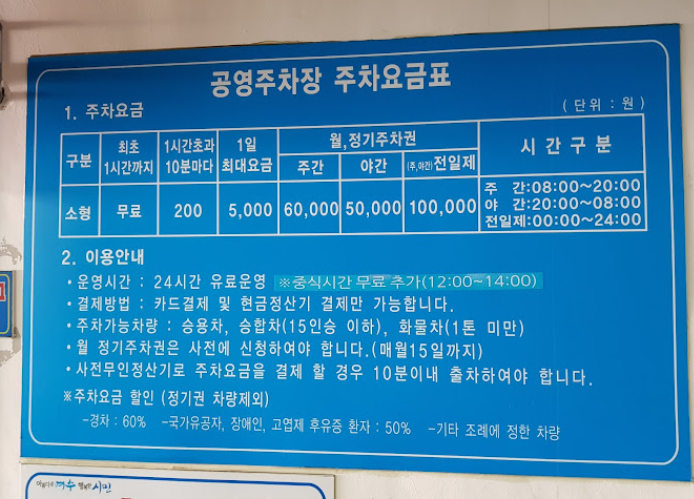 공영주차장 주차요금표
1. 주차요금
( 단위 : 원 )
구분 최초 1시간까지 1시간초과 10분마다 1일 최대요금 월,정기주차권 시 간 구 분
주간 야간 (주,야간)전일제
소형 무료 200 5,000 60,000 50,000 100,000
주 간:08:00~20:00
야 간:20:00~08:00
전일제:00:00~24:00
2. 이용안내
·운영시간 : 24시간 유료운영 ※중식시간 무료 추가(12:00~14:00)
·결제방법 : 카드결제 및 현금정산기 결제만 가능합니다.
·주차가능차량 : 승용차, 승합차(15인승 이하), 화물차(1톤 미만)
·월 정기주차권은 사전에 신청하여야 합니다.(매월15일까지)
·사전무인정산기로 주차요금을 결제 할 경우 10분이내 출차하여야 합니다.
※주차요금 할인 (정기권 차량제외)
-경차 : 60% -국가유공자, 장애인, 고엽제 후유증 환자 : 50% -기타 조례에 정한 차량
여수 시민